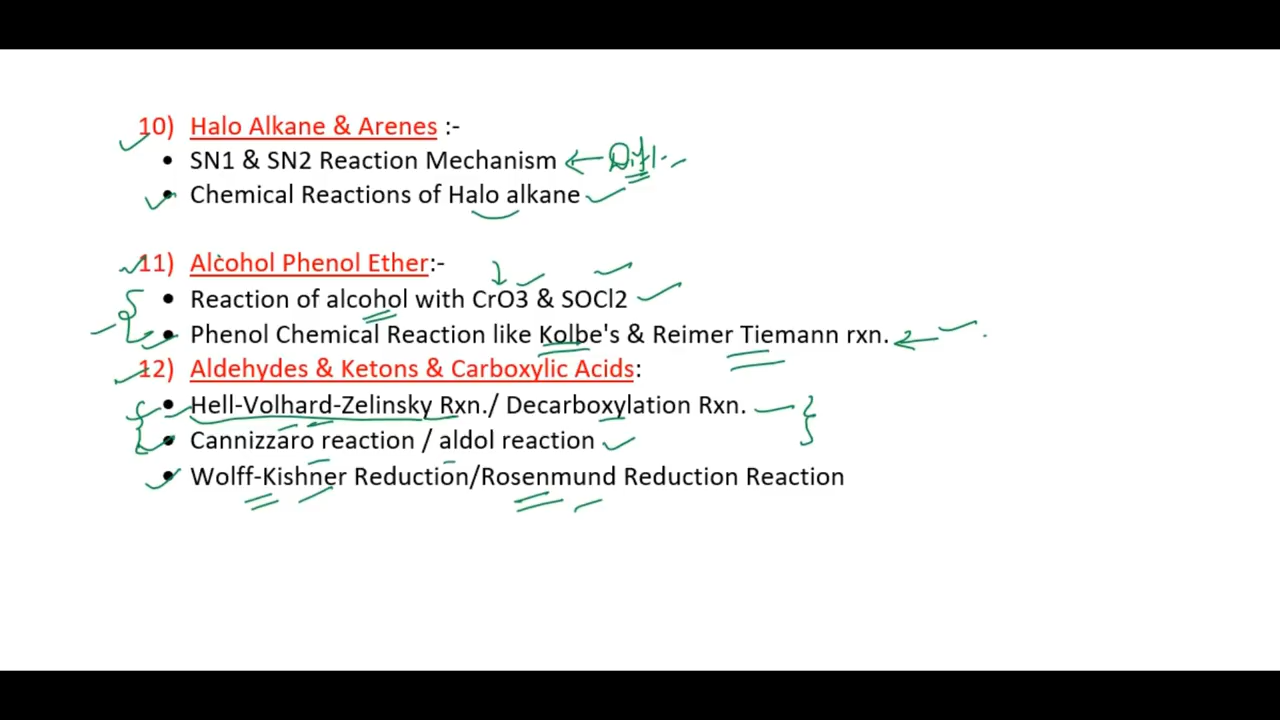 10) Halo Alkane & Arenes :-
• SN1 & SN2 Reaction Mechanism ← Diff.
• Chemical Reactions of Halo alkane
11) Alcohol Phenol Ether:-
• Reaction of alcohol with CrO3 & SOCl2
• Phenol Chemical Reaction like Kolbe's & Reimer Tiemann rxn.
12) Aldehydes & Ketons & Carboxylic Acids:
• Hell-Volhard-Zelinsky Rxn./ Decarboxylation Rxn.
• Cannizzaro reaction / aldol reaction
• Wolff-Kishner Reduction/Rosenmund Reduction Reaction